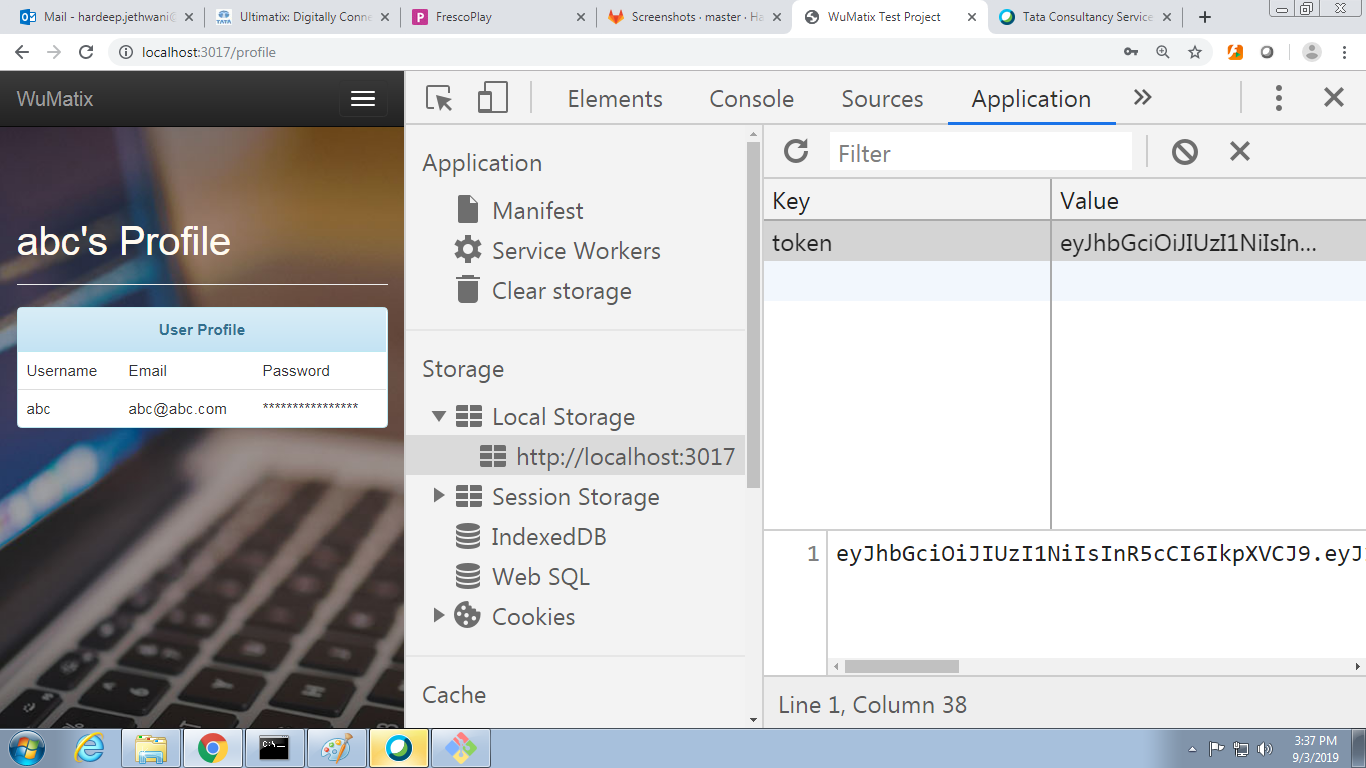 Mail - hardeep.jethwani@
Ultimatix: Digitally Conne
FrescoPlay
Screenshots · master · Ha
WuMatix Test Project
Tata Consultancy Service
localhost:3017/profile
WuMatix
abc's Profile
User Profile
Username Email Password
abc abc@abc.com ****************
Elements Console Sources Application
Application
Manifest
Service Workers
Clear storage
Storage
Local Storage
http://localhost:3017
Session Storage
IndexedDB
Web SQL
Cookies
Cache
Filter
Key Value
token eyJhbGciOiJIUzI1NiIsIn...
1 eyJhbGciOiJIUzI1NiIsInR5cCI6IkpXVCJ9.eyJ
Line 1, Column 38
3:37 PM
9/3/2019